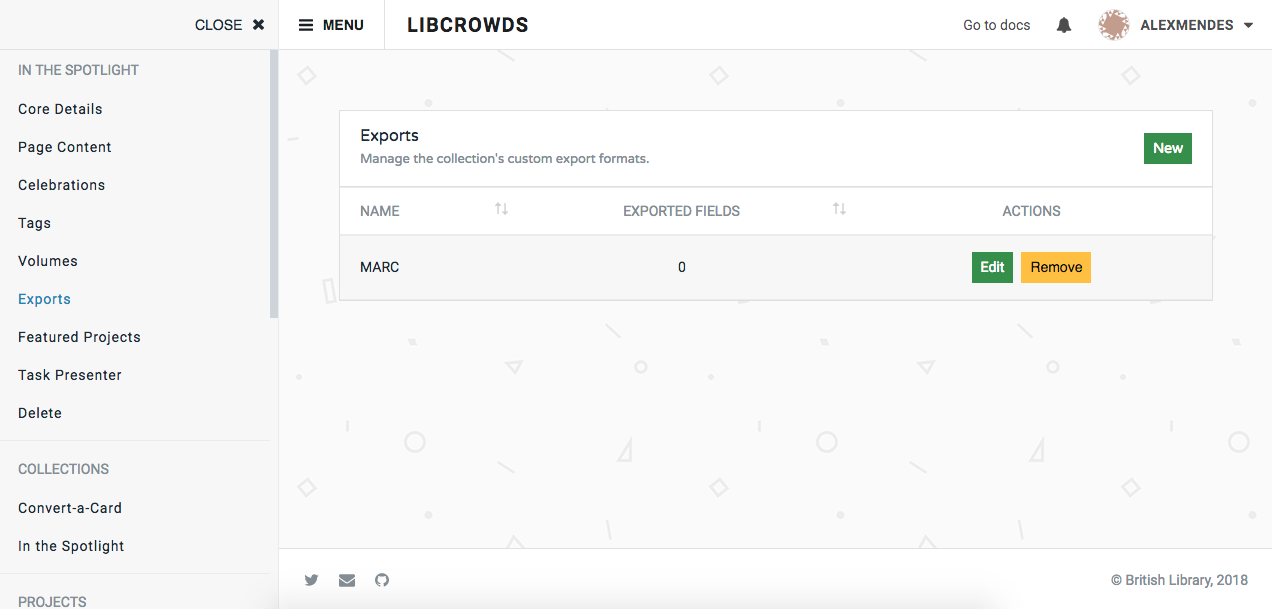 CLOSE
MENU
LIBCROWDS
Go to docs
ALEXMENDES
IN THE SPOTLIGHT
Core Details
Page Content
Celebrations
Tags
Volumes
Exports
Featured Projects
Task Presenter
Delete
COLLECTIONS
Convert-a-Card
In the Spotlight
PROJECTS
Exports
Manage the collection's custom export formats.
New
NAME EXPORTED FIELDS ACTIONS
MARC 0 Edit Remove
© British Library, 2018